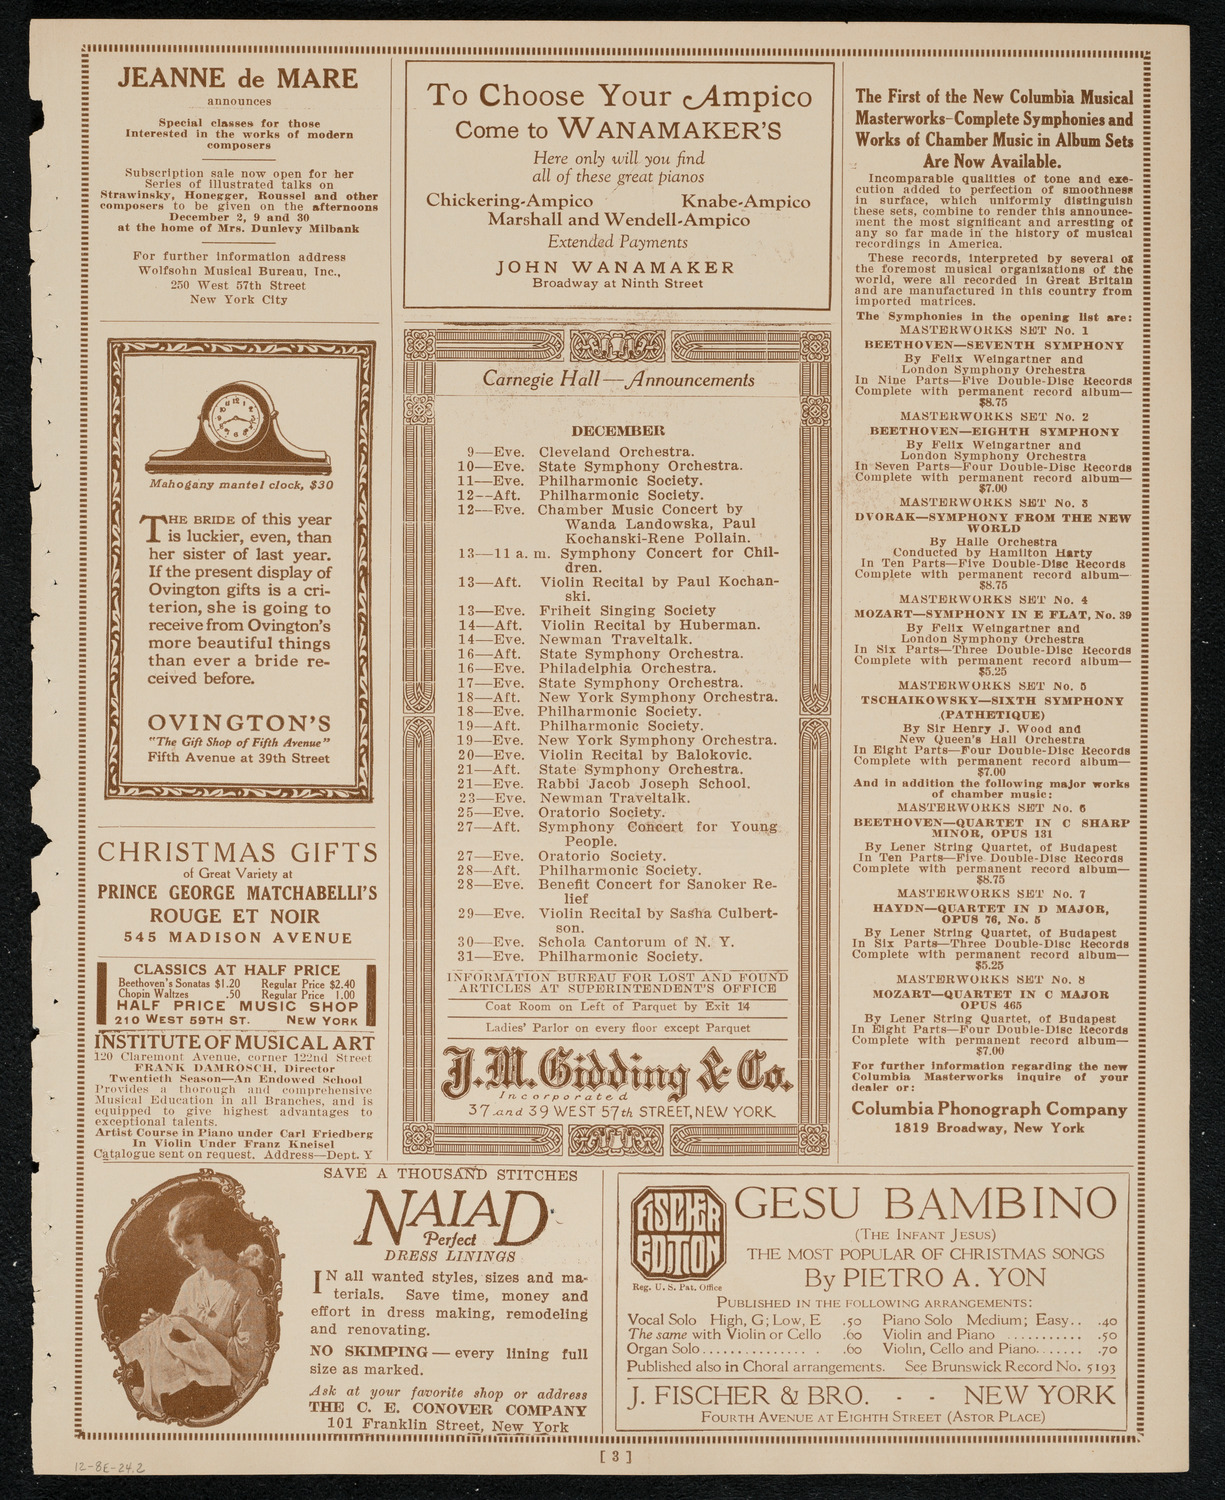 JEANNE de MARE
announces
Special classes for those
Interested in the works of modern
composers
Subscription sale now open for her
Series of illustrated talks on
Strawinsky, Honegger, Roussel and other
composers to be given on the afternoons
December 2, 9 and 30
at the home of Mrs. Dunlevy Milbank
For further information address
Wolfsohn Musical Bureau, Inc.,
250 West 57th Street
New York City
Mahogany mantel clock, $30
THE BRIDE of this year
is luckier, even, than
her sister of last year.
If the present display of
Ovington gifts is a cri-
terion, she is going to
receive from Ovington's
more beautiful things
than ever a bride re-
ceived before.
OVINGTON'S
"The Gift Shop of Fifth Avenue"
Fifth Avenue at 39th Street
CHRISTMAS GIFTS
of Great Variety at
PRINCE GEORGE MATCHABELLI'S
ROUGE ET NOIR
545 MADISON AVENUE
CLASSICS AT HALF PRICE
Beethoven's Sonatas $1.20 Regular Price $2.40
Chopin Waltzes .50 Regular Price 1.00
HALF PRICE MUSIC SHOP
210 WEST 59TH ST. NEW YORK
INSTITUTE OF MUSICAL ART
120 Claremont Avenue, corner 122nd Street
FRANK DAMROSCH, Director
Twentieth Season—An Endowed School
Provides a thorough and comprehensive
Musical Education in all Branches, and is
equipped to give highest advantages to
exceptional talents.
Artist Course in Piano under Carl Friedberg
In Violin Under Franz Kneisel
Catalogue sent on request. Address—Dept. Y
To Choose Your Ampico
Come to WANAMAKER'S
Here only will you find
all of these great pianos
Chickering-Ampico Knabe-Ampico
Marshall and Wendell-Ampico
Extended Payments
JOHN WANAMAKER
Broadway at Ninth Street
Carnegie Hall—Announcements
DECEMBER
9—Eve. Cleveland Orchestra.
10—Eve. State Symphony Orchestra.
11—Eve. Philharmonic Society.
12--Aft. Philharmonic Society.
12—Eve. Chamber Music Concert by
Wanda Landowska, Paul
Kochanski-Rene Pollain.
13—11 a. m. Symphony Concert for Chil-
dren.
13—Aft. Violin Recital by Paul Kochan-
ski.
13—Eve. Friheit Singing Society
14—Aft. Violin Recital by Huberman.
14—Eve. Newman Traveltalk.
16—Aft. State Symphony Orchestra.
16—Eve. Philadelphia Orchestra.
17—Eve. State Symphony Orchestra.
18—Aft. New York Symphony Orchestra.
18—Eve. Philharmonic Society.
19—Aft. Philharmonic Society.
19—Eve. New York Symphony Orchestra.
20—Eve. Violin Recital by Balokovic.
21—Aft. State Symphony Orchestra.
21—Eve. Rabbi Jacob Joseph School.
23—Eve. Newman Traveltalk.
25—Eve. Oratorio Society.
27—Aft. Symphony Concert for Young
People.
27—Eve. Oratorio Society.
28—Aft. Philharmonic Society.
28—Eve. Benefit Concert for Sanoker Re-
lief
29—Eve. Violin Recital by Sasha Culbert-
son.
30—Eve. Schola Cantorum of N. Y.
31—Eve. Philharmonic Society.
INFORMATION BUREAU FOR LOST AND FOUND
ARTICLES AT SUPERINTENDENT'S OFFICE
Coat Room on Left of Parquet by Exit 14
Ladies' Parlor on every floor except Parquet
J. M. Gidding & Co.
Incorporated
37 and 39 WEST 57th STREET, NEW YORK
The First of the New Columbia Musical
Masterworks-Complete Symphonies and
Works of Chamber Music in Album Sets
Are Now Available.
Incomparable qualities of tone and exe-
cution added to perfection of smoothness
in surface, which uniformly distinguish
these sets, combine to render this announce-
ment the most significant and arresting of
any so far made in the history of musical
recordings in America.
These records, interpreted by several of
the foremost musical organizations of the
world, were all recorded in Great Britain
and are manufactured in this country from
imported matrices.
The Symphonies in the opening list are:
MASTERWORKS SET No. 1
BEETHOVEN—SEVENTH SYMPHONY
By Felix Weingartner and
London Symphony Orchestra
In Nine Parts—Five Double-Disc Records
Complete with permanent record album—
$8.75
MASTERWORKS SET No. 2
BEETHOVEN—EIGHTH SYMPHONY
By Felix Weingartner and
London Symphony Orchestra
In Seven Parts—Four Double-Disc Records
Complete with permanent record album—
$7.00
MASTERWORKS SET No. 3
DVORAK—SYMPHONY FROM THE NEW
WORLD
By Halle Orchestra
Conducted by Hamilton Harty
In Ten Parts—Five Double-Disc Records
Complete with permanent record album—
$8.75
MASTERWORKS SET No. 4
MOZART—SYMPHONY IN E FLAT, No. 39
By Felix Weingartner and
London Symphony Orchestra
In Six Parts—Three Double-Disc Records
Complete with permanent record album—
$5.25
MASTERWORKS SET No. 5
TSCHAIKOWSKY—SIXTH SYMPHONY
(PATHETIQUE)
By Sir Henry J. Wood and
New Queen's Hall Orchestra
In Eight Parts—Four Double-Disc Records
Complete with permanent record album—
$7.00
And in addition the following major works
of chamber music:
MASTERWORKS SET No. 6
BEETHOVEN—QUARTET IN C SHARP
MINOR, OPUS 131
By Lener String Quartet, of Budapest
In Ten Parts—Five Double-Disc Records
Complete with permanent record album—
$8.75
MASTERWORKS SET No. 7
HAYDN—QUARTET IN D MAJOR,
OPUS 76, No. 5
By Lener String Quartet, of Budapest
In Six Parts—Three Double-Disc Records
Complete with permanent record album—
$5.25
MASTERWORKS SET No. 8
MOZART—QUARTET IN C MAJOR
OPUS 465
By Lener String Quartet, of Budapest
In Eight Parts—Four Double-Disc Records
Complete with permanent record album—
$7.00
For further information regarding the new
Columbia Masterworks inquire of your
dealer or:
Columbia Phonograph Company
1819 Broadway, New York
SAVE A THOUSAND STITCHES
NAIAD
Perfect
DRESS LININGS
IN all wanted styles, sizes and ma-
terials. Save time, money and
effort in dress making, remodeling
and renovating.
NO SKIMPING—every lining full
size as marked.
Ask at your favorite shop or address
THE C. E. CONOVER COMPANY
101 Franklin Street, New York
FISCHER
EDITION
Reg. U. S. Pat. Office
GESU BAMBINO
(THE INFANT JESUS)
THE MOST POPULAR OF CHRISTMAS SONGS
By PIETRO A. YON
PUBLISHED IN THE FOLLOWING ARRANGEMENTS:
Vocal Solo High, G; Low, E .50 Piano Solo Medium; Easy.. .40
The same with Violin or Cello .60 Violin and Piano ........... .50
Organ Solo............... .60 Violin, Cello and Piano....... .70
Published also in Choral arrangements. See Brunswick Record No. 5193
J. FISCHER & BRO. - - NEW YORK
FOURTH AVENUE AT EIGHTH STREET (ASTOR PLACE)
[ 3 ]
12-8E-24.2